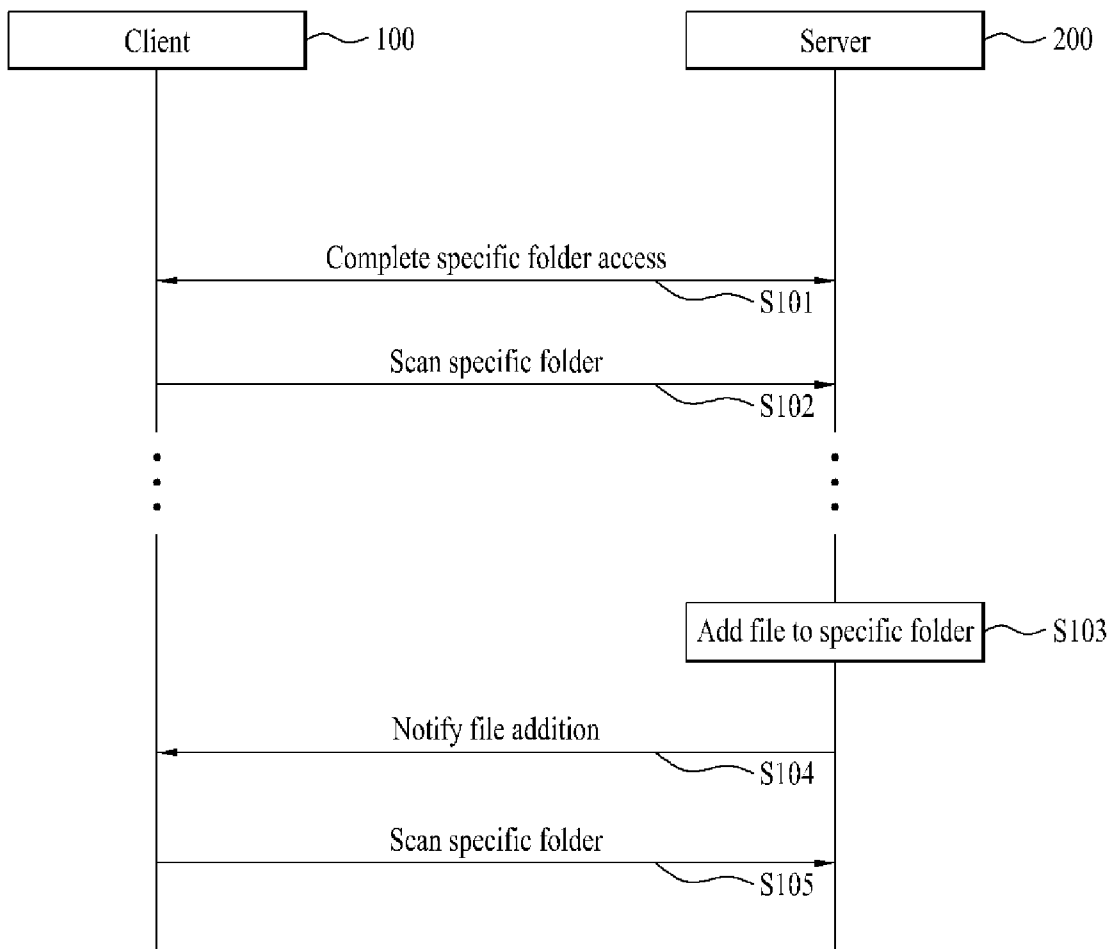 Client 100 Server 200
Complete specific folder access
S101
Scan specific folder
S102
Add file to specific folder S103
Notify file addition
S104
Scan specific folder
S105